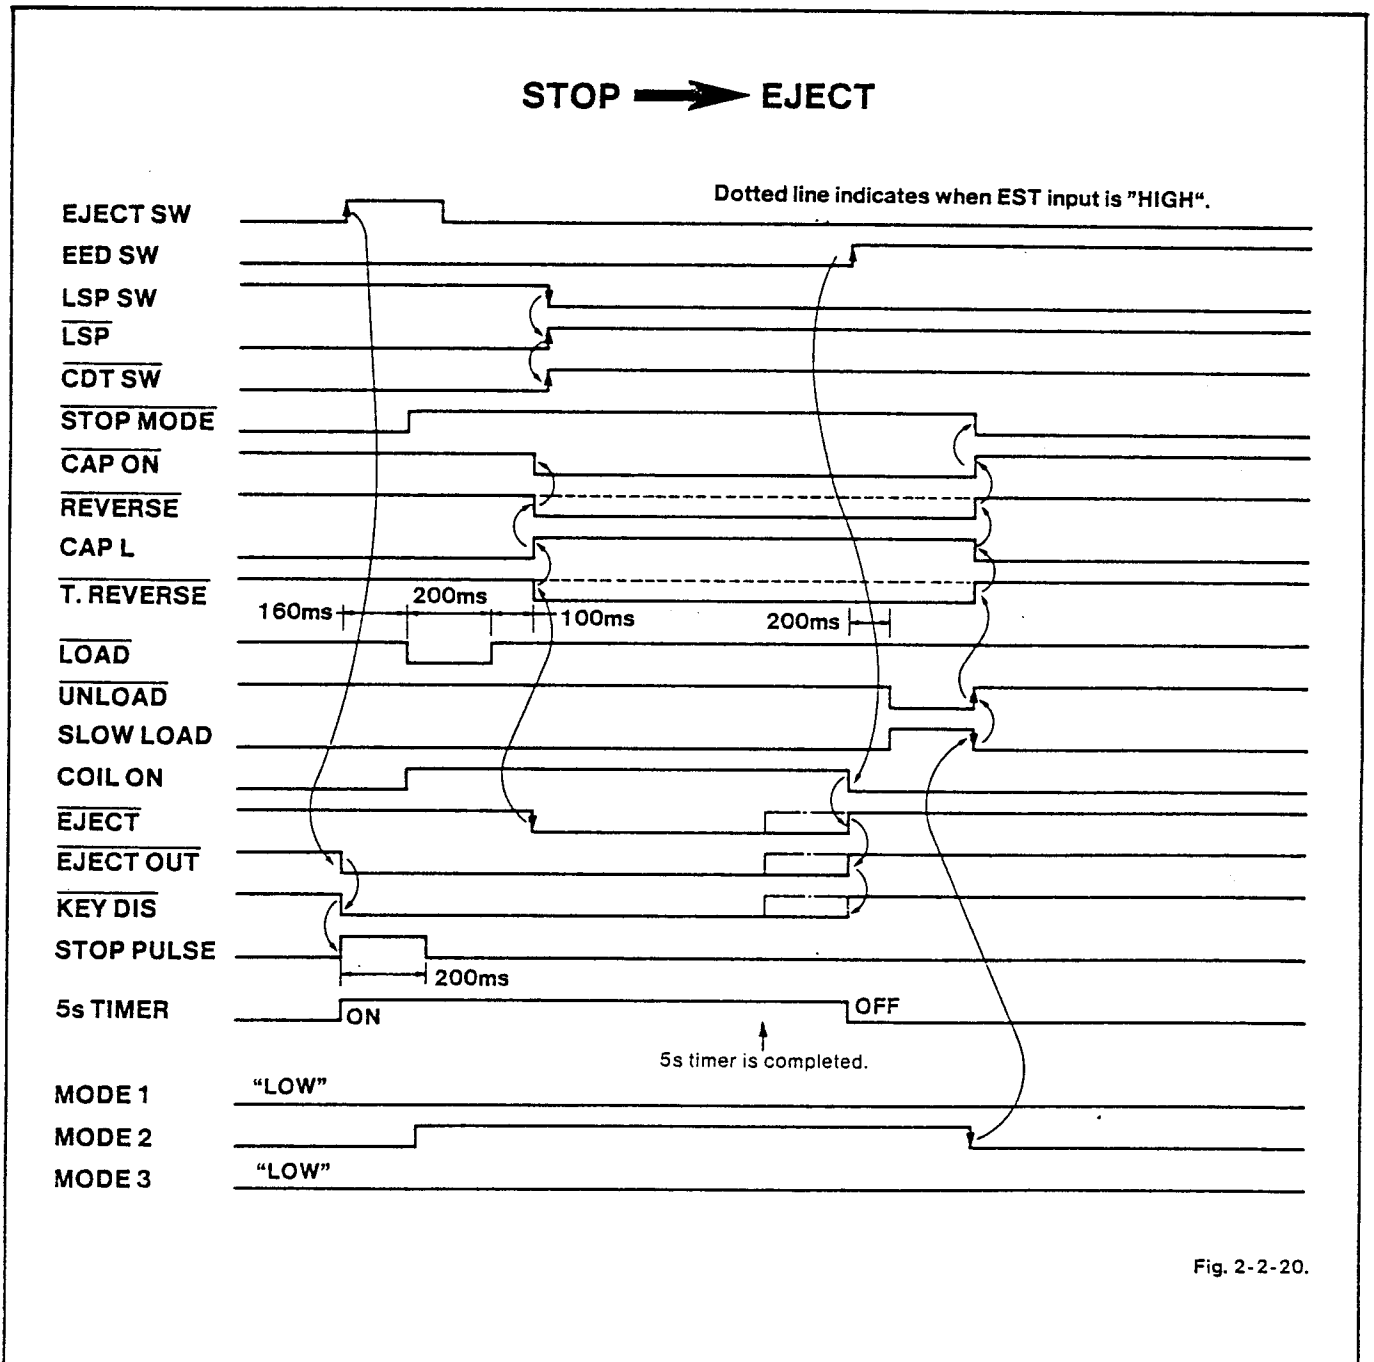 STOP ➡ EJECT
Dotted line indicates when EST input is "HIGH".
EJECT SW
EED SW
LSP SW
LSP
CDT SW
STOP MODE
CAP ON
REVERSE
CAP L
T. REVERSE
160ms
200ms
100ms
200ms
LOAD
UNLOAD
SLOW LOAD
COIL ON
EJECT
EJECT OUT
KEY DIS
STOP PULSE
200ms
5s TIMER
ON
OFF
5s timer is completed.
MODE 1
"LOW"
MODE 2
MODE 3
"LOW"
Fig. 2-2-20.